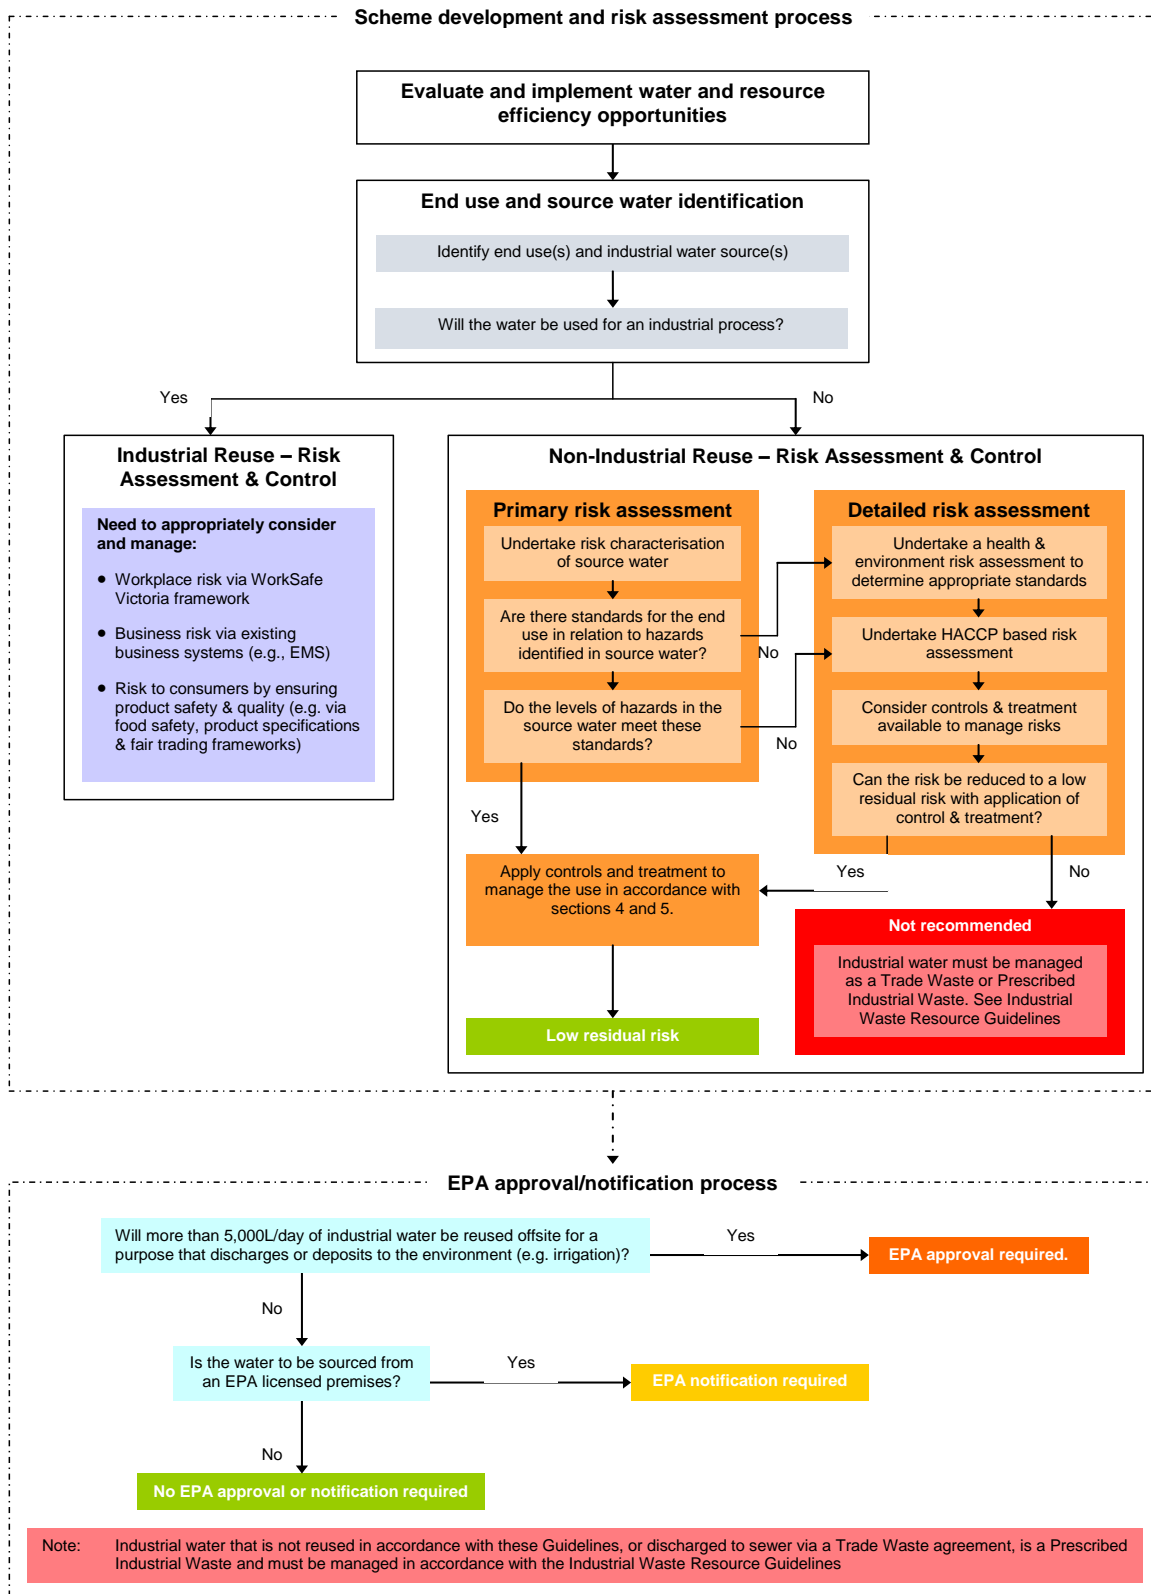 Scheme development and risk assessment process
Evaluate and implement water and resource
efficiency opportunities
End use and source water identification
Identify end use(s) and industrial water source(s)
Will the water be used for an industrial process?
Yes
No
Industrial Reuse – Risk
Assessment & Control
Need to appropriately consider
and manage:
• Workplace risk via WorkSafe
Victoria framework
• Business risk via existing
business systems (e.g., EMS)
• Risk to consumers by ensuring
product safety & quality (e.g. via
food safety, product specifications
& fair trading frameworks)
Non-Industrial Reuse – Risk Assessment & Control
Primary risk assessment
Undertake risk characterisation
of source water
Are there standards for the end
use in relation to hazards
identified in source water?
No
Do the levels of hazards in the
source water meet these
standards?
No
Yes
Detailed risk assessment
Undertake a health &
environment risk assessment to
determine appropriate standards
Undertake HACCP based risk
assessment
Consider controls & treatment
available to manage risks
Can the risk be reduced to a low
residual risk with application of
control & treatment?
Yes
No
Apply controls and treatment to
manage the use in accordance with
sections 4 and 5.
Low residual risk
Not recommended
Industrial water must be managed
as a Trade Waste or Prescribed
Industrial Waste. See Industrial
Waste Resource Guidelines
EPA approval/notification process
Will more than 5,000L/day of industrial water be reused offsite for a
purpose that discharges or deposits to the environment (e.g. irrigation)?
Yes
EPA approval required.
No
Is the water to be sourced from
an EPA licensed premises?
Yes
EPA notification required
No
No EPA approval or notification required
Note: Industrial water that is not reused in accordance with these Guidelines, or discharged to sewer via a Trade Waste agreement, is a Prescribed
Industrial Waste and must be managed in accordance with the Industrial Waste Resource Guidelines